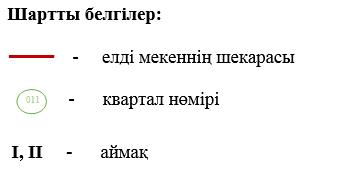 Шартты белгілер:
- елді мекеннің шекарасы
011 - квартал нөмірі
I, II - аймақ